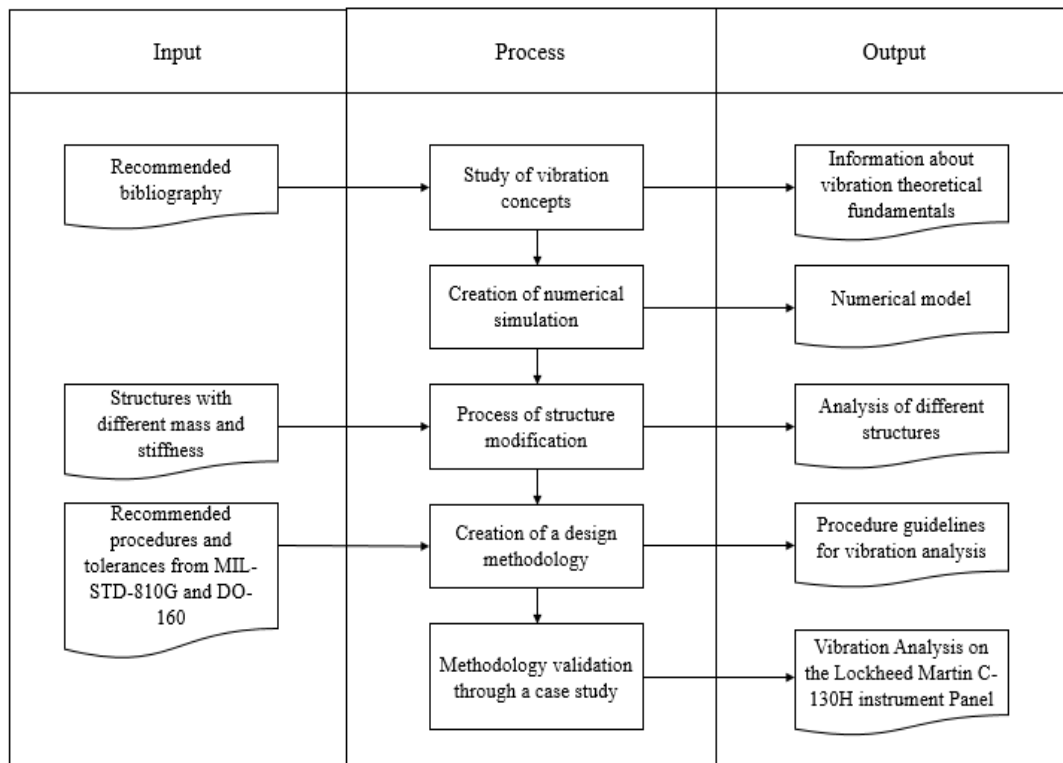 Input
Process
Output
Recommended
bibliography
Study of vibration
concepts
Information about
vibration theoretical
fundamentals
Creation of numerical
simulation
Numerical model
Structures with
different mass and
stiffness
Process of structure
modification
Analysis of different
structures
Recommended
procedures and
tolerances from MIL-
STD-810G and DO-
160
Creation of a design
methodology
Procedure guidelines
for vibration analysis
Methodology validation
through a case study
Vibration Analysis on
the Lockheed Martin C-
130H instrument Panel